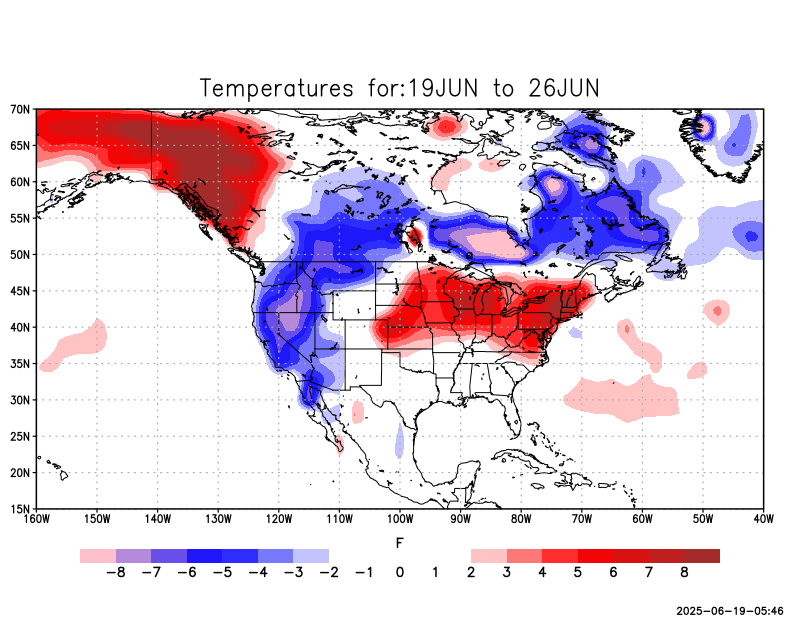 Temperatures for:19JUN to 26JUN
70N
65N
60N
55N
50N
45N
40N
35N
30N
25N
20N
15N
160W 150W 140W 130W 120W 110W 100W 90W 80W 70W 60W 50W 40W
F
−8 −7 −6 −5 −4 −3 −2 −1 0 1 2 3 4 5 6 7 8
2025-06-19-05:46